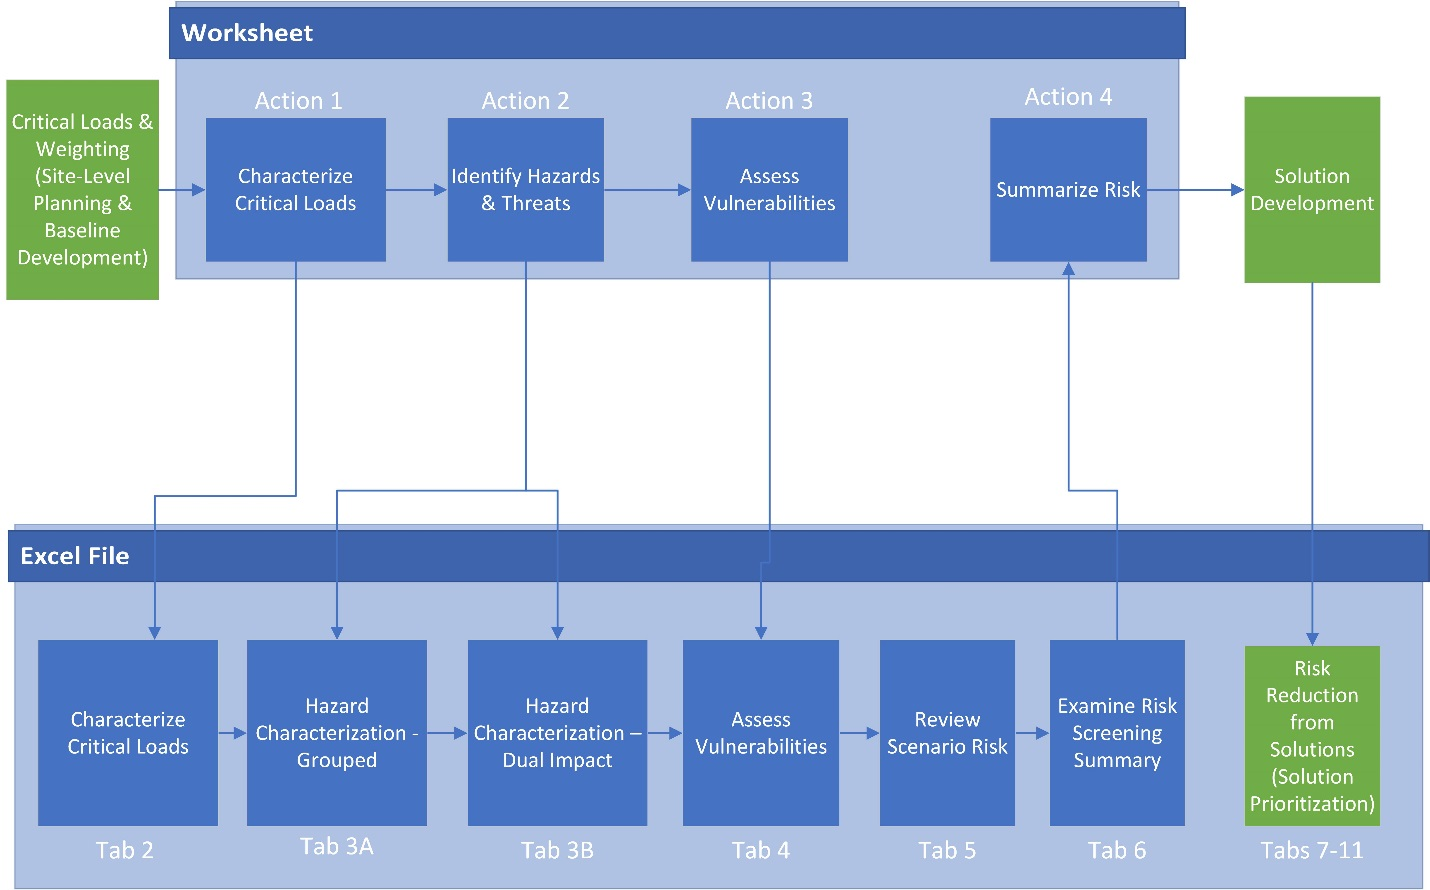 Worksheet
Critical Loads &
Weighting
(Site-Level
Planning &
Baseline
Development)
Action 1
Characterize
Critical Loads
Action 2
Identify Hazards
& Threats
Action 3
Assess
Vulnerabilities
Action 4
Summarize Risk
Solution
Development
Excel File
Characterize
Critical Loads
Tab 2
Hazard
Characterization -
Grouped
Tab 3A
Hazard
Characterization –
Dual Impact
Tab 3B
Assess
Vulnerabilities
Tab 4
Review
Scenario Risk
Tab 5
Examine Risk
Screening
Summary
Tab 6
Risk
Reduction
from
Solutions
(Solution
Prioritization)
Tabs 7-11